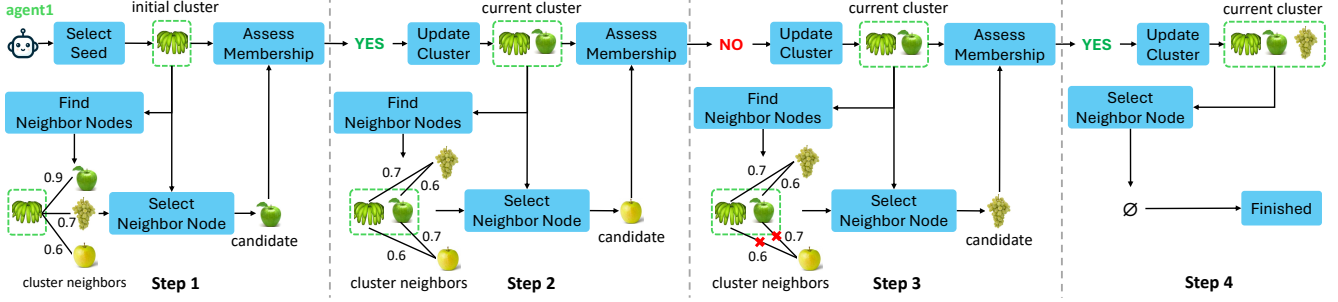 agent1
initial cluster
Select
Seed
Assess
Membership
Find
Neighbor Nodes
0.9
0.7
0.6
Select
Neighbor Node
candidate
cluster neighbors
Step 1
YES
Update
Cluster
current cluster
Assess
Membership
Find
Neighbor Nodes
0.7
0.6
0.7
0.6
Select
Neighbor Node
candidate
cluster neighbors
Step 2
NO
Update
Cluster
current cluster
Assess
Membership
Find
Neighbor Nodes
0.7
0.6
0.7
0.6
Select
Neighbor Node
candidate
cluster neighbors
Step 3
YES
Update
Cluster
current cluster
Select
Neighbor Node
∅
Finished
Step 4